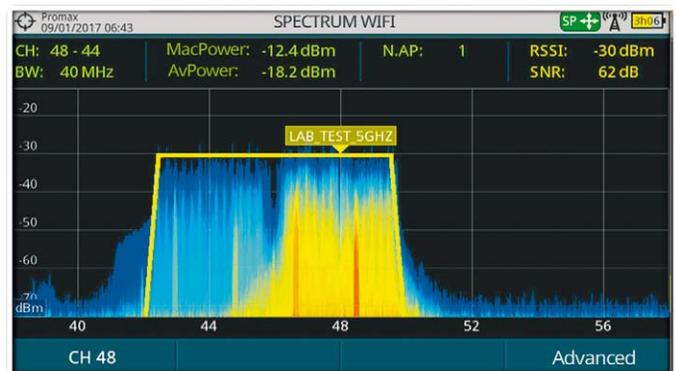 Promax
09/01/2017 06:43
SPECTRUM WIFI
SP
3h06
CH: 48 - 44
MacPower: -12.4 dBm
N.AP: 1
RSSI: -30 dBm
BW: 40 MHz
AvPower: -18.2 dBm
SNR: 62 dB
-20
LAB_TEST_5GHZ
-30
-40
-50
-60
-70
dBm
40 44 48 52 56
CH 48
Advanced